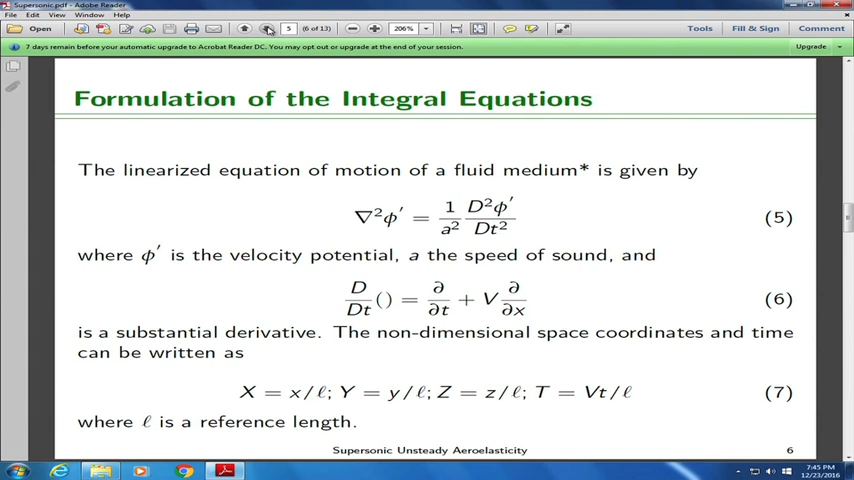 Supersonic.pdf - Adobe Reader
File Edit View Window Help
Open 5 (6 of 13) 206% Tools Fill & Sign Comment
7 days remain before your automatic upgrade to Acrobat Reader DC. You may opt out or upgrade at the end of your session. Upgrade
Formulation of the Integral Equations
The linearized equation of motion of a fluid medium* is given by
∇²ϕ′ = 1/a² D²ϕ′/Dt² (5)
where ϕ′ is the velocity potential, a the speed of sound, and
D/Dt () = ∂/∂t + V ∂/∂x (6)
is a substantial derivative. The non-dimensional space coordinates and time
can be written as
X = x/ℓ; Y = y/ℓ; Z = z/ℓ; T = Vt/ℓ (7)
where ℓ is a reference length.
Supersonic Unsteady Aeroelasticity 6
7:45 PM
12/23/2016